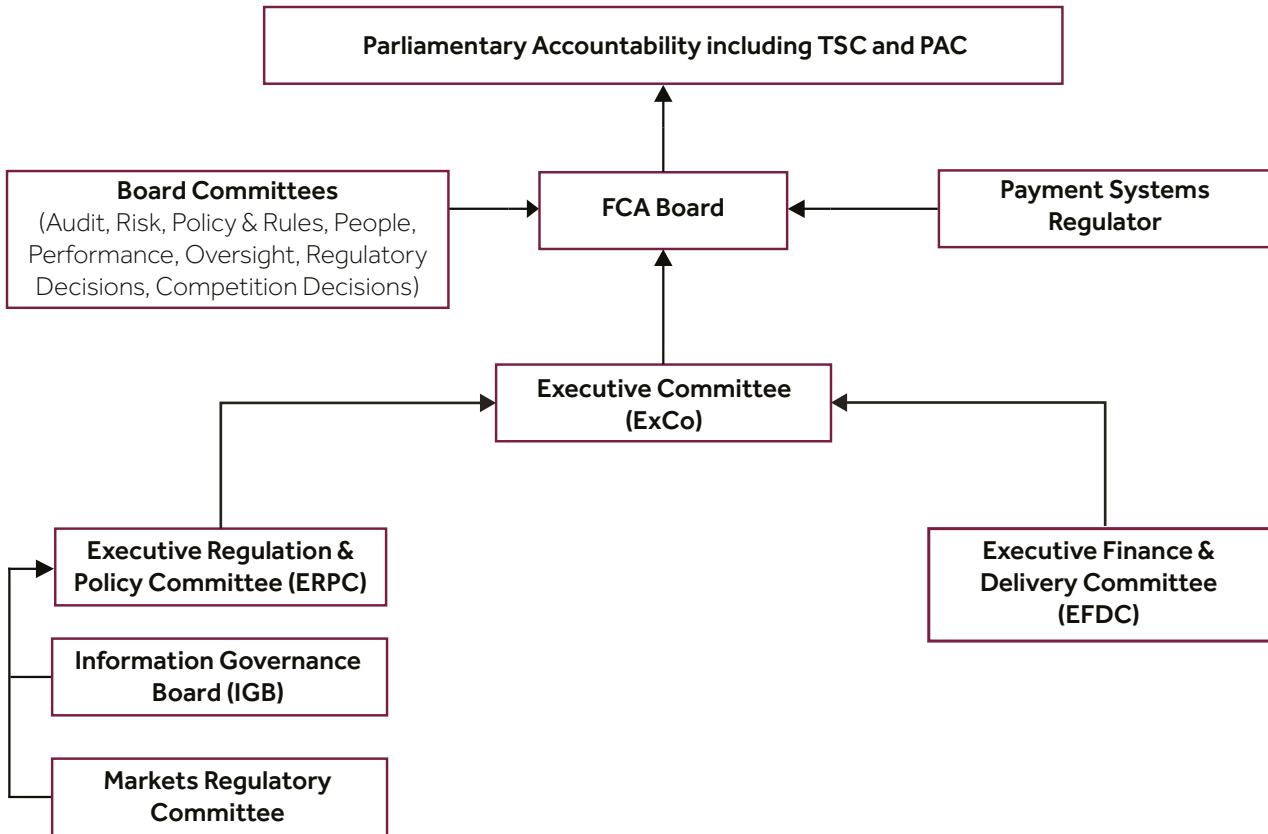 Parliamentary Accountability including TSC and PAC
Board Committees
(Audit, Risk, Policy & Rules, People,
Performance, Oversight, Regulatory
Decisions, Competition Decisions)
FCA Board
Payment Systems
Regulator
Executive Committee
(ExCo)
Executive Regulation &
Policy Committee (ERPC)
Executive Finance &
Delivery Committee
(EFDC)
Information Governance
Board (IGB)
Markets Regulatory
Committee